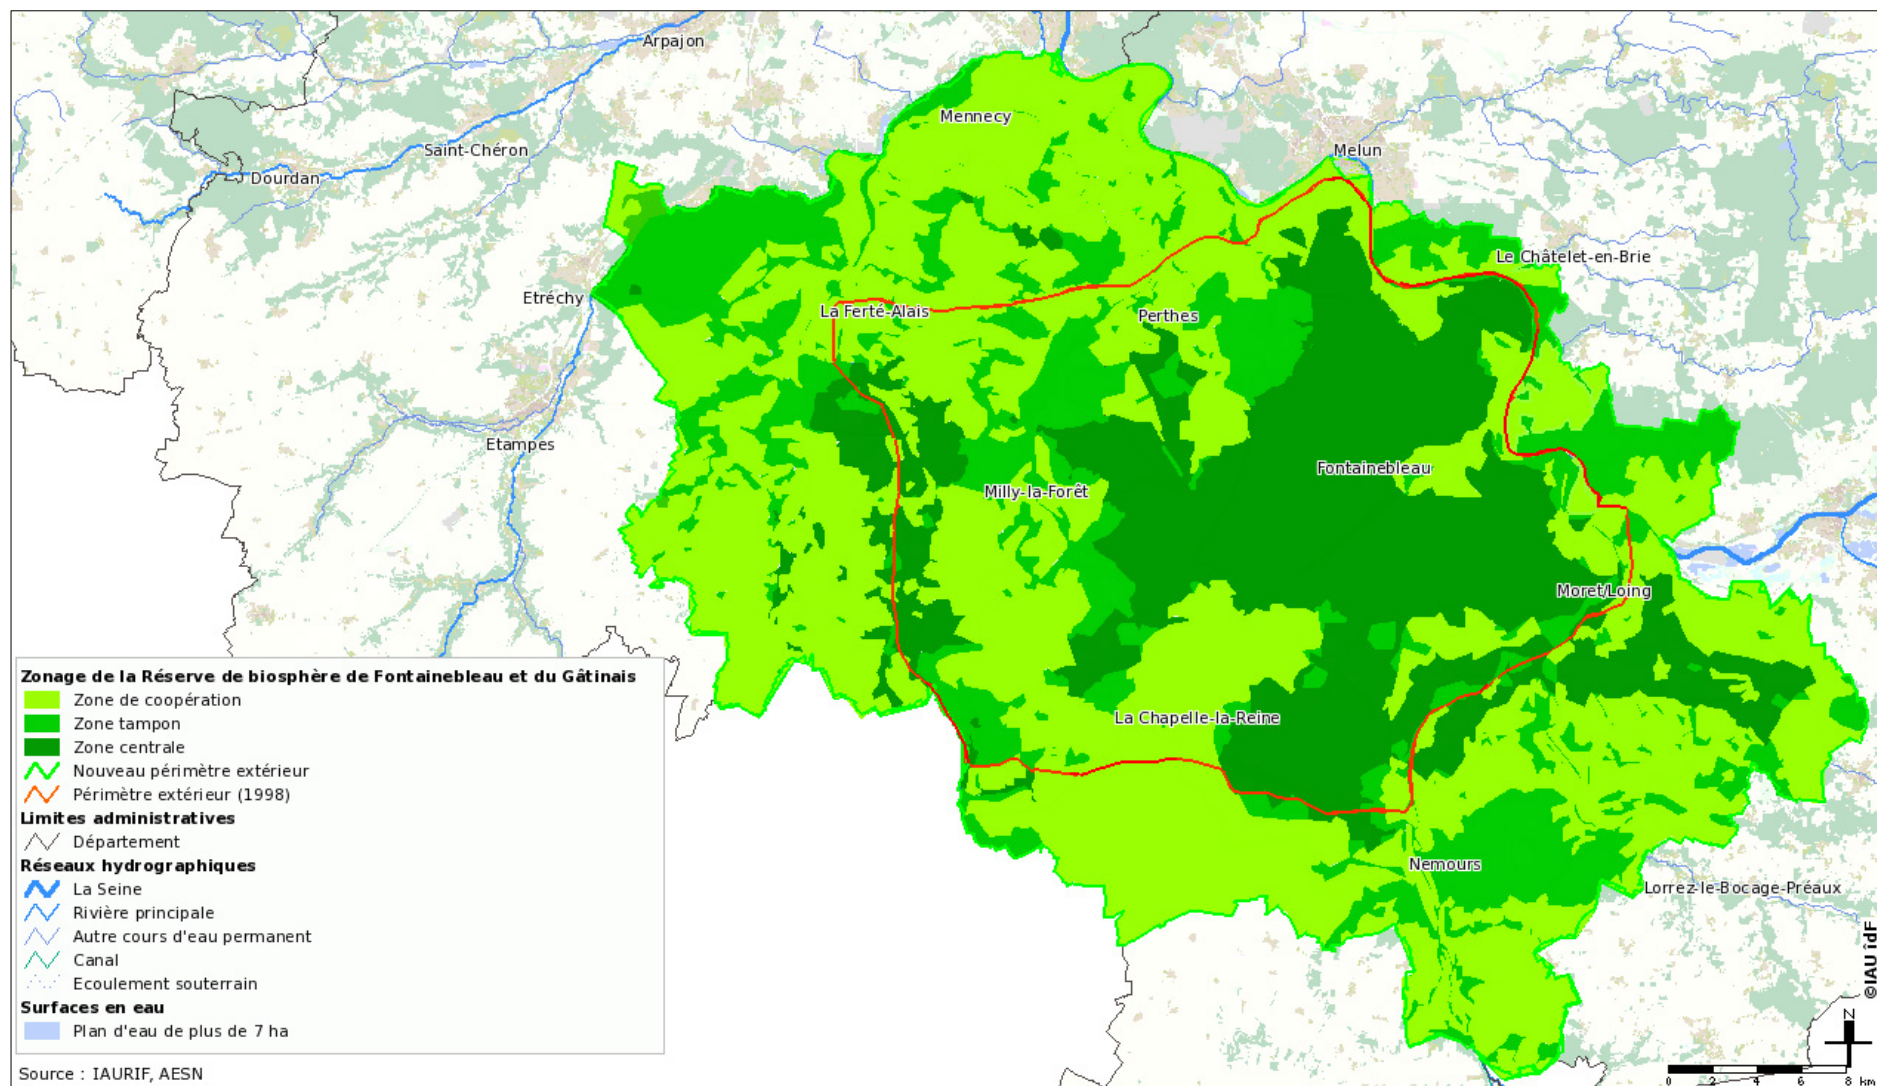 Arpajon
Mennecy
Saint-Chéron
Melun
Dourdan
Le Châtelet-en-Brie
Etréchy
La Ferté-Alais
Perthes
Etampes
Fontainebleau
Milly-la-Forêt
Moret/Loing
La Chapelle-la-Reine
Nemours
Lorrez-le-Bocage-Préaux
Zonage de la Réserve de biosphère de Fontainebleau et du Gâtinais
Zone de coopération
Zone tampon
Zone centrale
Nouveau périmètre extérieur
Périmètre extérieur (1998)
Limites administratives
Département
Réseaux hydrographiques
La Seine
Rivière principale
Autre cours d'eau permanent
Canal
Ecoulement souterrain
Surfaces en eau
Plan d'eau de plus de 7 ha
Source : IAURIF, AESN
©IAU îdF
N
0 2 4 6 8 km